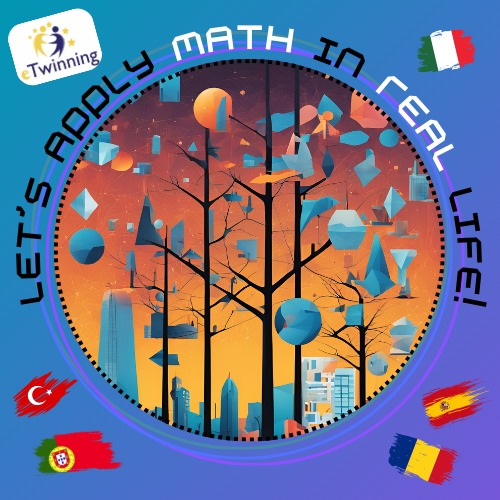 eTwinning
LET'S APPLY MATH IN REAL LIFE!